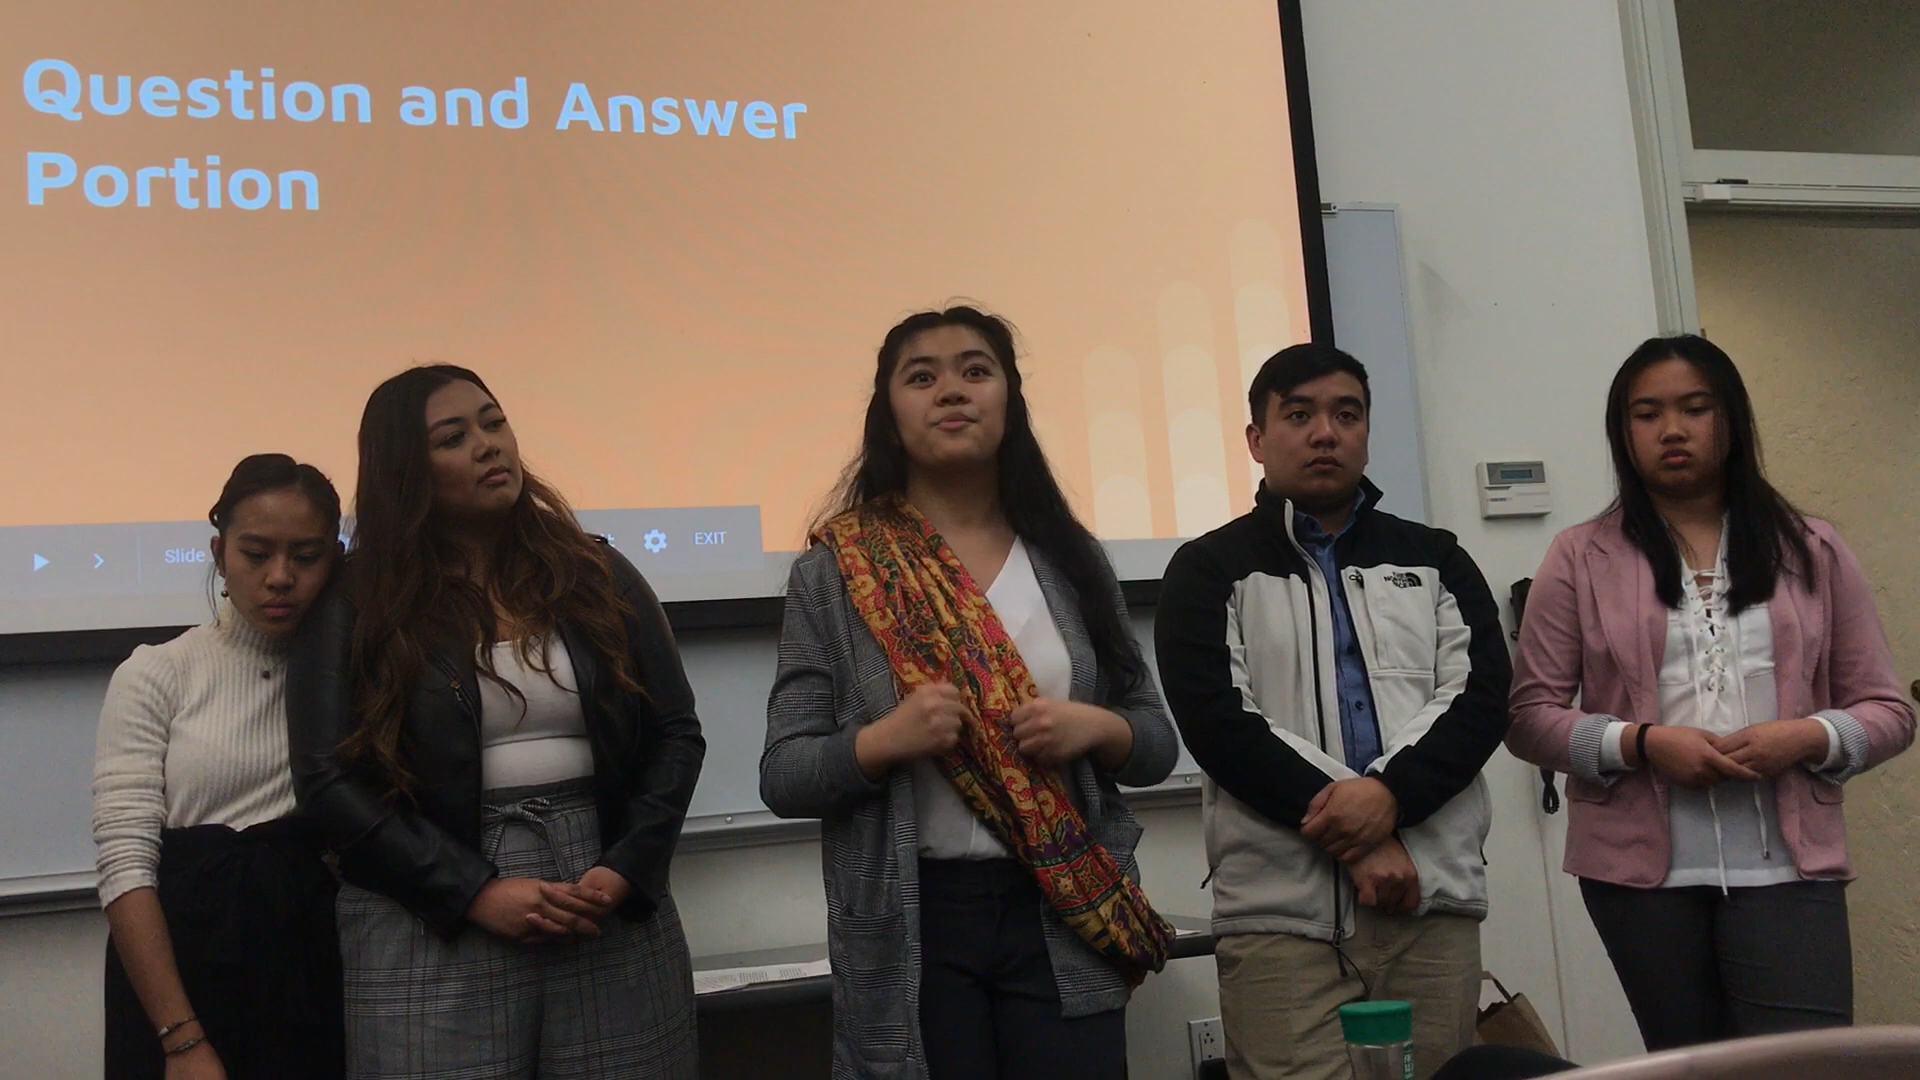 Question and Answer
Portion
Slide
EXIT
THE
NORTH
FACE